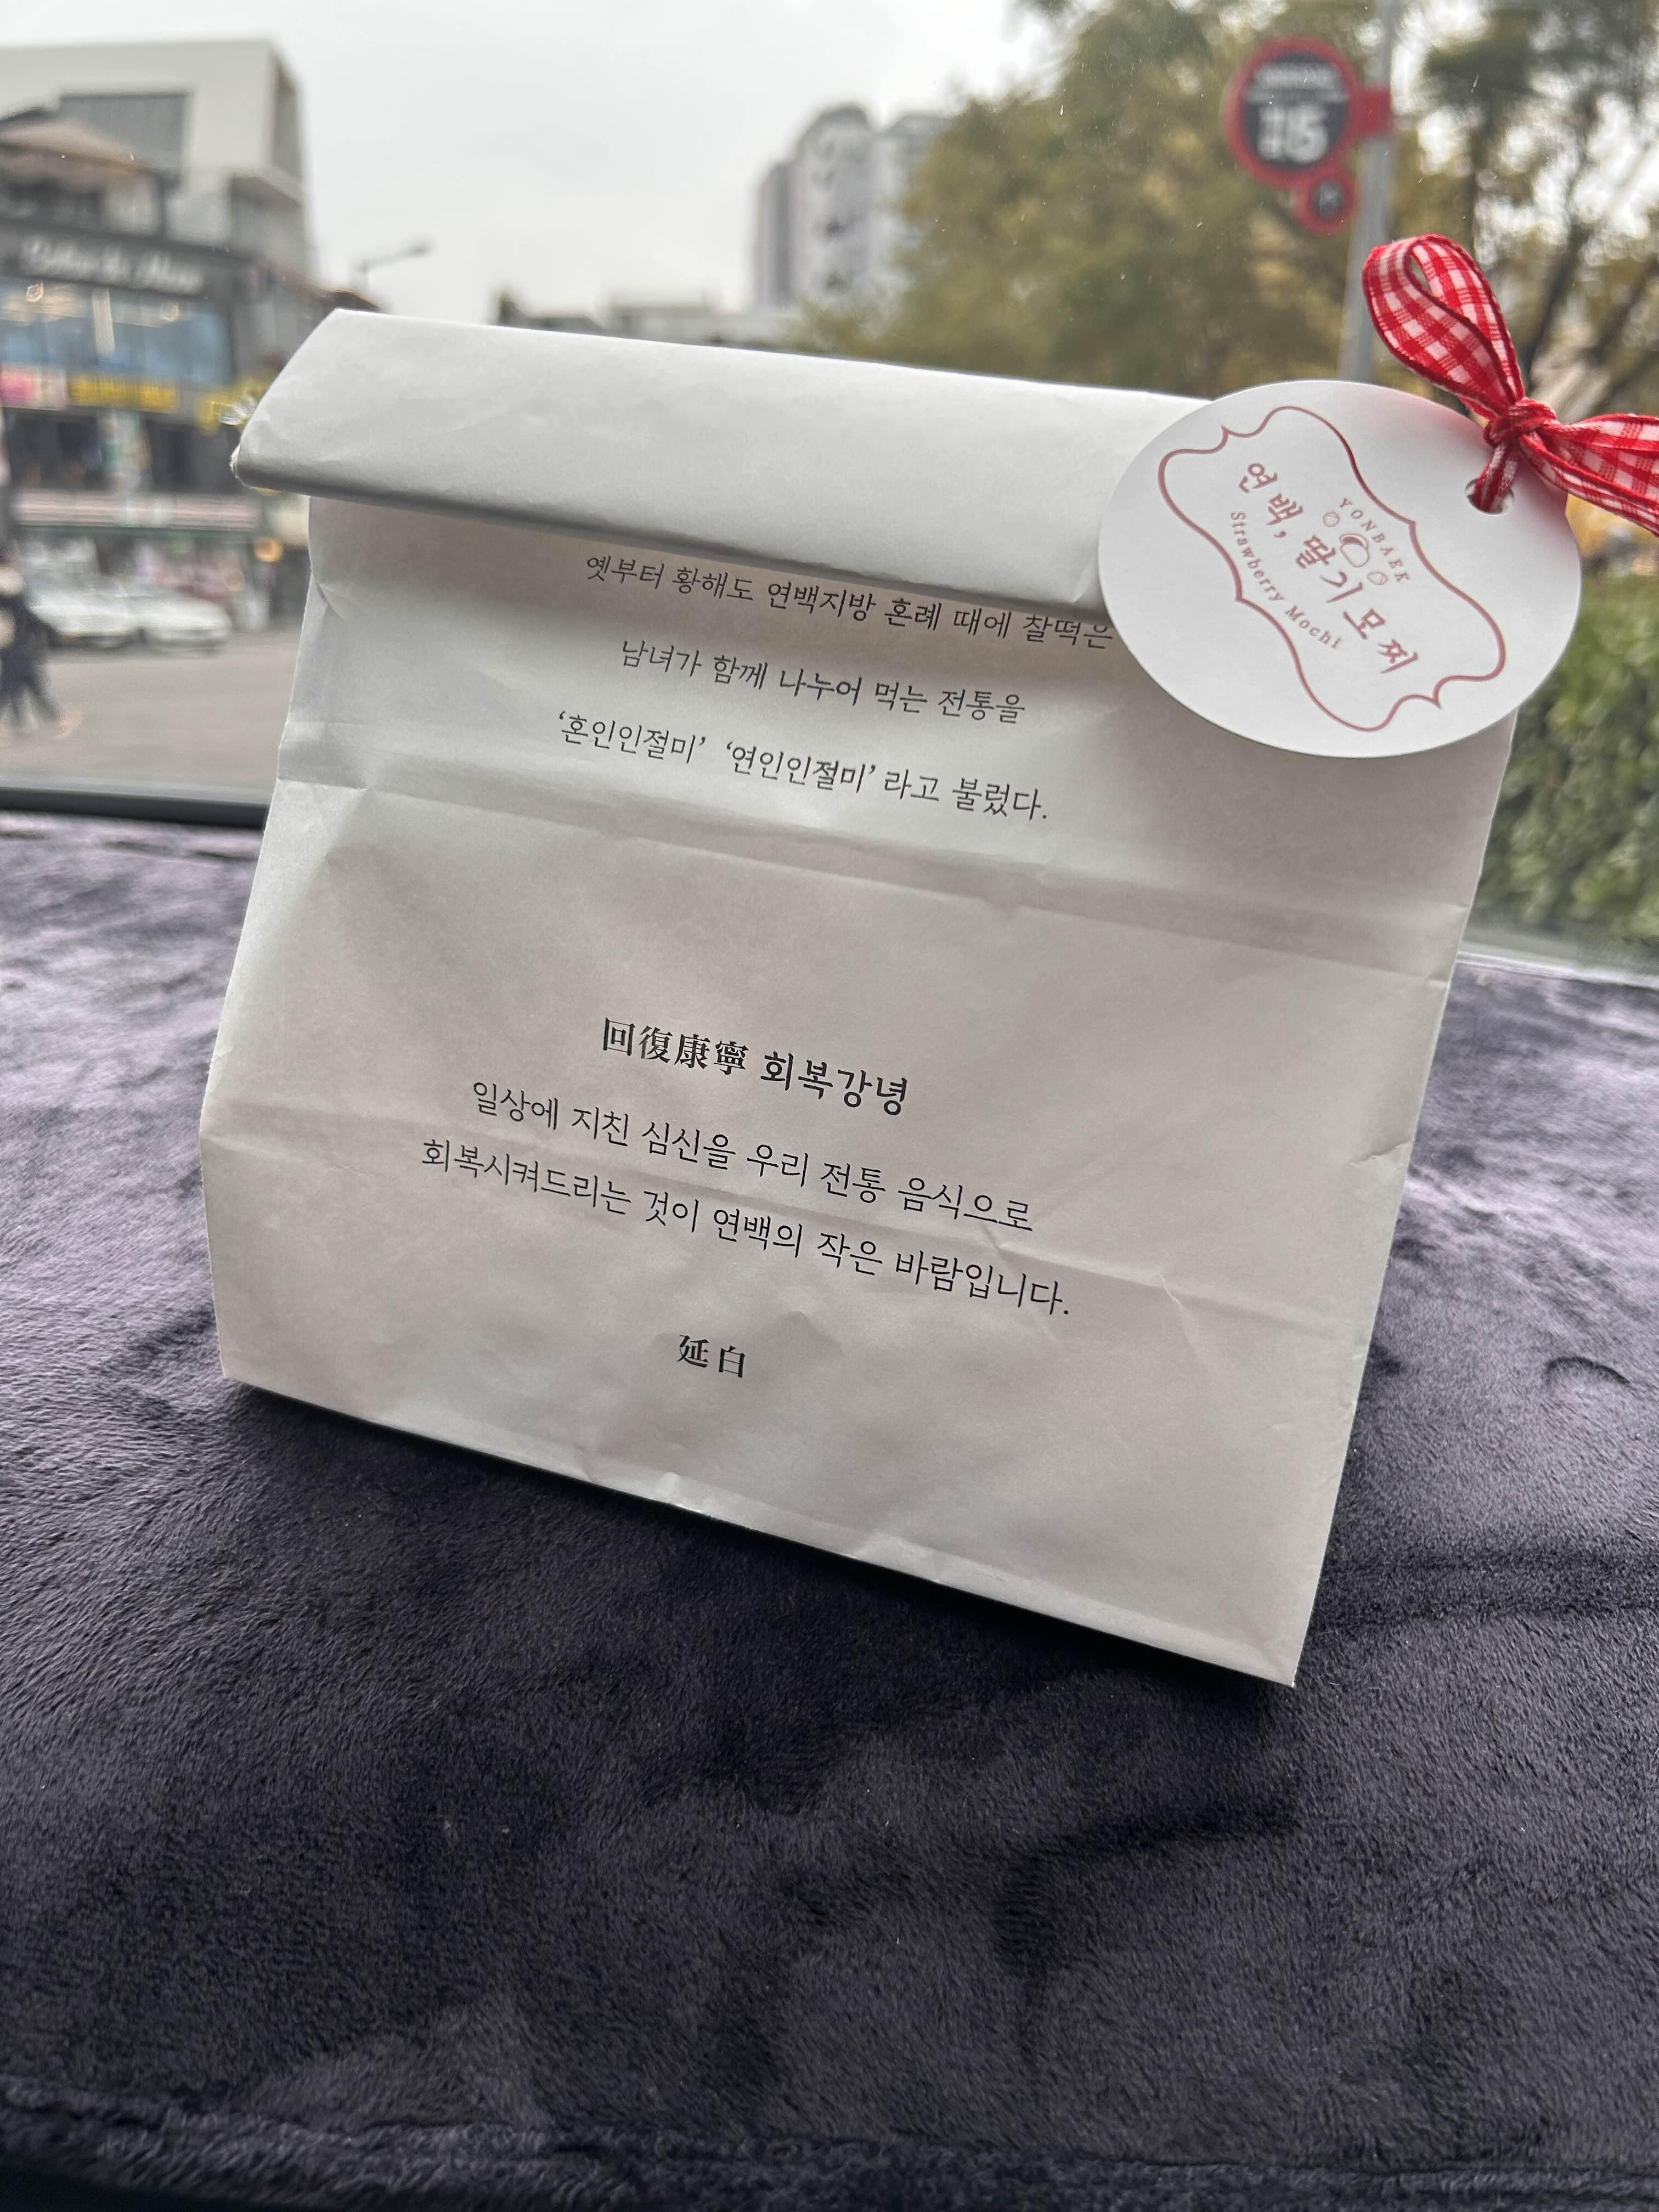 옛부터 황해도 연백지방 혼례 때에 찰떡은
남녀가 함께 나누어 먹는 전통을
‘혼인인절미’ ‘연인인절미’라고 불렀다.
回復康寧 회복강녕
일상에 지친 심신을 우리 전통 음식으로
회복시켜드리는 것이 연백의 작은 바람입니다.
延白
YONBAEK
연백, 딸기모찌
Strawberry Mochi